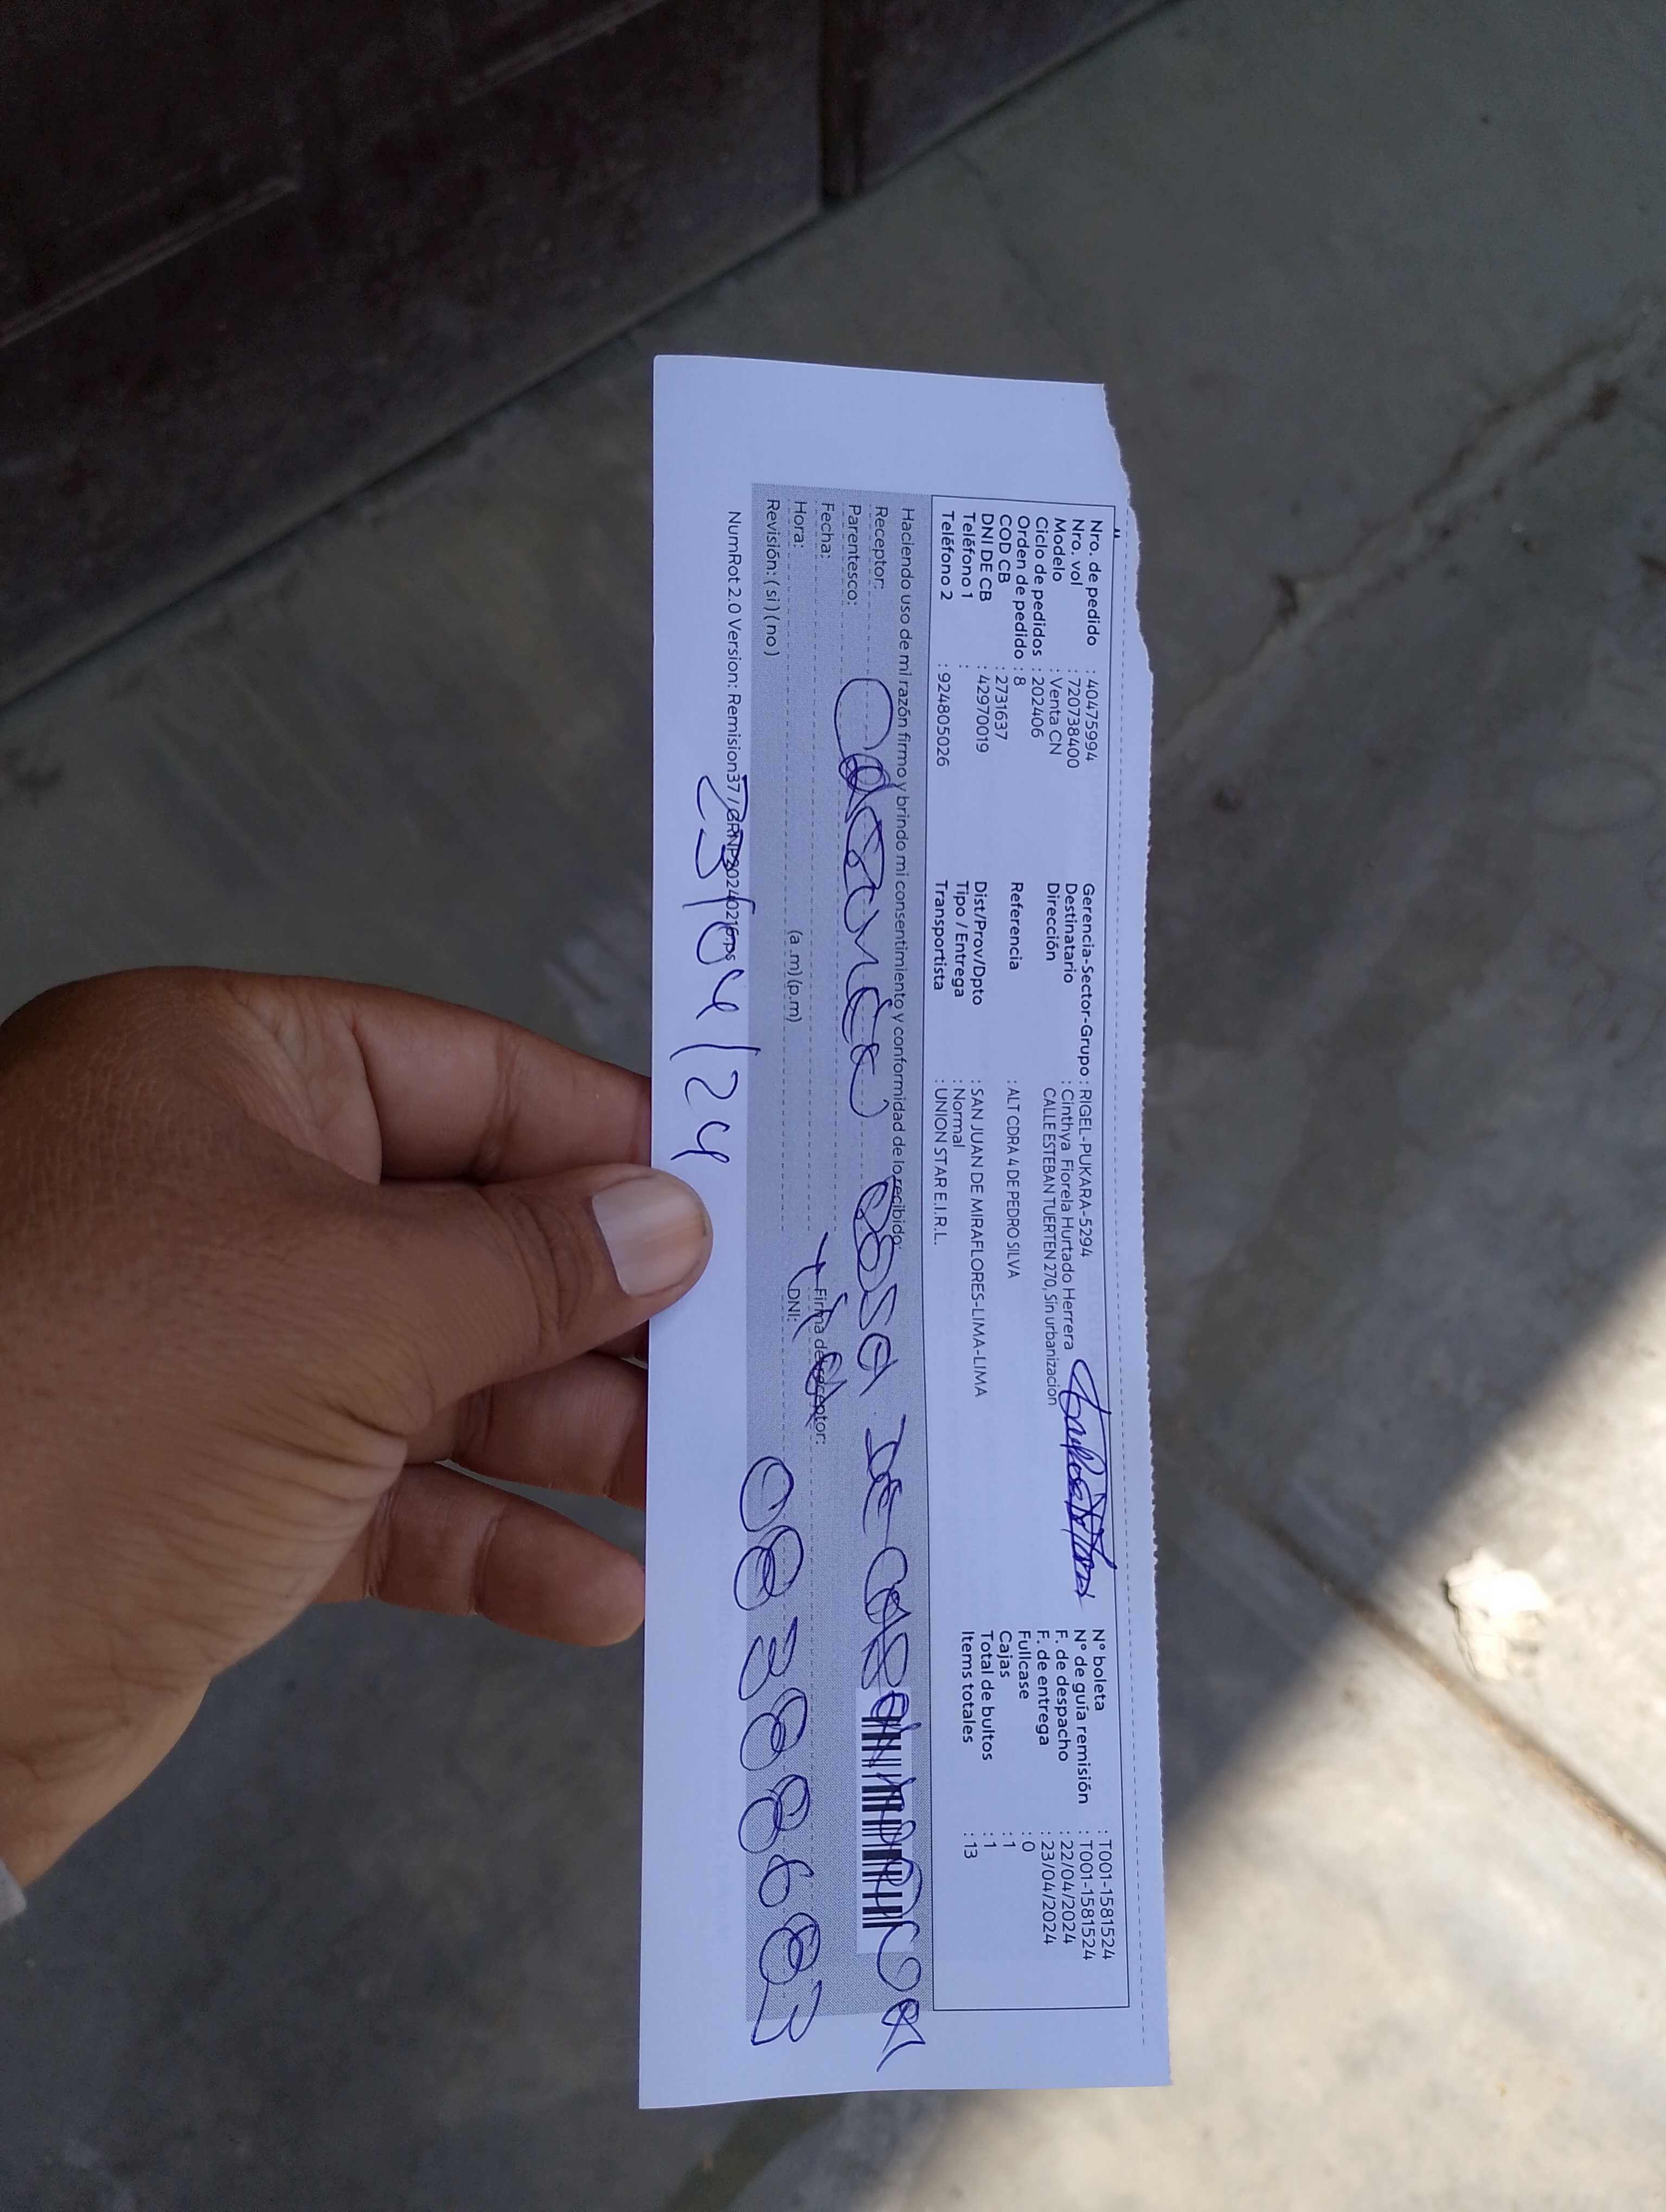 Nro. de pedido : 40475994
Nro. vol : 720738400
Modelo : Venta CN
Ciclo de pedidos : 202406
Orden de pedido : 8
COD CB : 2731637
DNI DE CB : 42970019
Teléfono 1 :
Teléfono 2 : 924805026
Gerencia-Sector-Grupo : RIGEL-PUKARA-5294
Destinatario : Cinthya Fiorela Hurtado Herrera
Dirección CALLE ESTEBAN TUERTEN 270, Sin urbanizacion
Referencia : ALT CDRA 4 DE PEDRO SILVA
Dist/Prov/Dpto : SAN JUAN DE MIRAFLORES-LIMA-LIMA
Tipo / Entrega : Normal
Transportista : UNION STAR E.I.R.L.
N° boleta : T001-1581524
N° de guía remisión : T001-1581524
F. de despacho : 22/04/2024
F. de entrega : 23/04/2024
Fullcase : 0
Cajas : 1
Total de bultos : 1
Items totales : 13
Haciendo uso de mi razón firmo y brindo mi consentimiento y conformidad de lo recibido:
Receptor:
Parentesco:
Fecha:
Hora: (a.m)(p.m)
Revisión: (si) (no)
Firma de receptor:
DNI:
08388683
NumRot 2.0 Version: Remision37
23/04/24